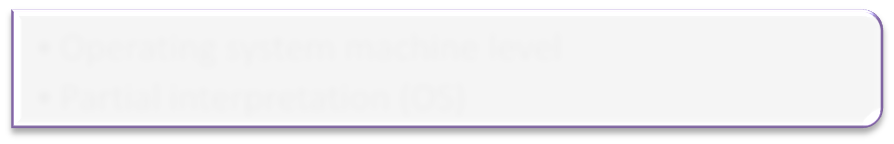 • Operating system machine level
• Partial interpretation (OS)